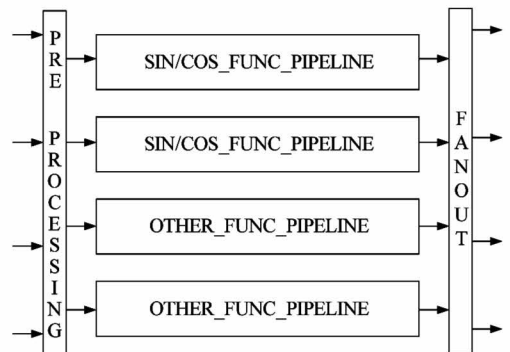 PRE PROCESSING
SIN/COS_FUNC_PIPELINE
SIN/COS_FUNC_PIPELINE
OTHER_FUNC_PIPELINE
OTHER_FUNC_PIPELINE
FANOUT